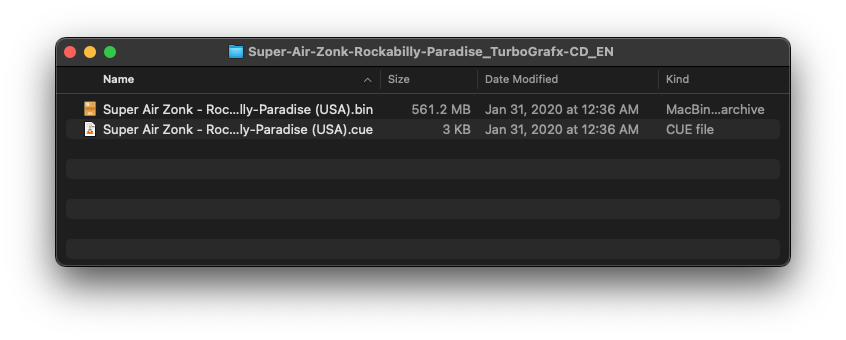 Super-Air-Zonk-Rockabilly-Paradise_TurboGrafx-CD_EN
Name Size Date Modified Kind
Super Air Zonk - Roc...lly-Paradise (USA).bin 561.2 MB Jan 31, 2020 at 12:36 AM MacBin...archive
Super Air Zonk - Roc...ly-Paradise (USA).cue 3 KB Jan 31, 2020 at 12:36 AM CUE file